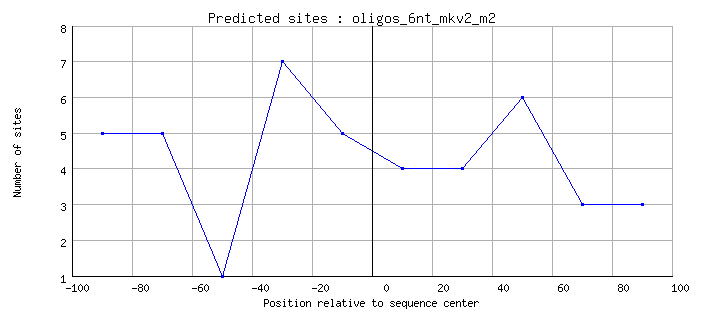 Predicted sites : oligos_6nt_mkv2_m2
8
7
6
5
4
3
2
1
Number of sites
-100 -80 -60 -40 -20 0 20 40 60 80 100
Position relative to sequence center